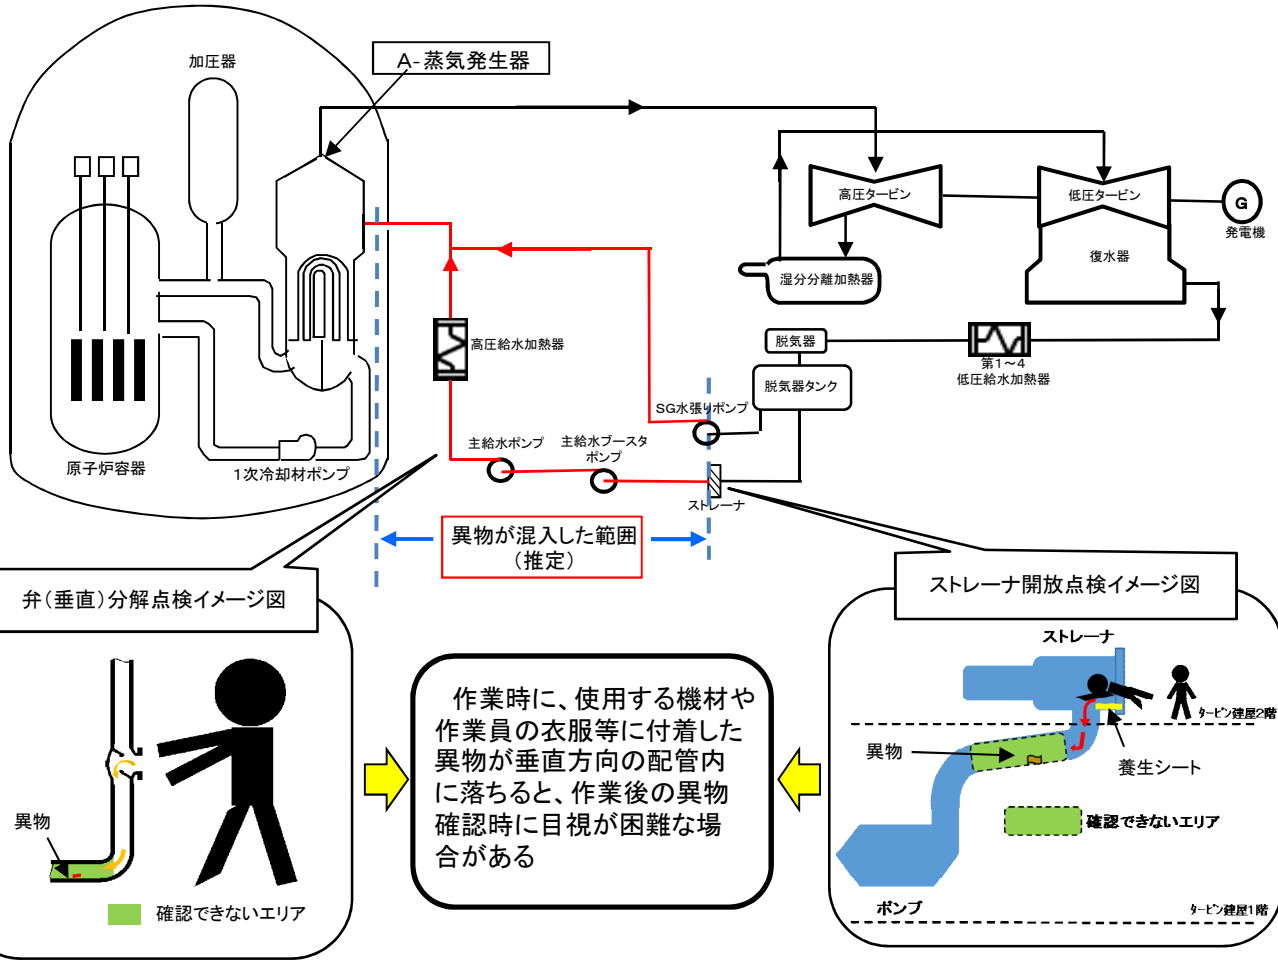 加圧器
A-蒸気発生器
高圧タービン
低圧タービン
G
発電機
復水器
湿分分離加熱器
脱気器
高圧給水加熱器
第1～4
低圧給水加熱器
脱気器タンク
SG水張りポンプ
主給水ポンプ
主給水ブースタ
ポンプ
原子炉容器
1次冷却材ポンプ
ストレーナ
異物が混入した範囲
（推定）
弁（垂直）分解点検イメージ図
ストレーナ開放点検イメージ図
ストレーナ
タービン建屋2階
異物
養生シート
確認できないエリア
ポンプ
タービン建屋1階
作業時に、使用する機材や
作業員の衣服等に付着した
異物が垂直方向の配管内
に落ちると、作業後の異物
確認時に目視が困難な場
合がある
異物
確認できないエリア